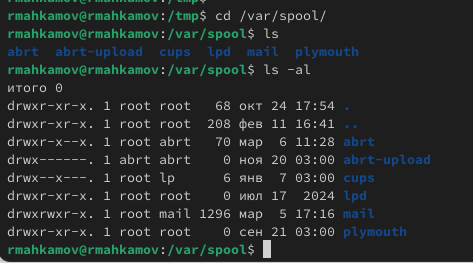 rmahkamov@rmahkamov:/tmp$ cd /var/spool/
rmahkamov@rmahkamov:/var/spool$ ls
abrt  abrt-upload  cups  lpd  mail  plymouth
rmahkamov@rmahkamov:/var/spool$ ls -al
итого 0
drwxr-xr-x. 1 root root   68 окт 24 17:54 .
drwxr-xr-x. 1 root root  208 фев 11 16:41 ..
drwxr-x--x. 1 root abrt   70 мар  6 11:28 abrt
drwx------. 1 abrt abrt    0 ноя 20 03:00 abrt-upload
drwx--x---. 1 root lp      6 янв  7 03:00 cups
drwxr-xr-x. 1 root root    0 июл 17  2024 lpd
drwxrwxr-x. 1 root mail 1296 мар  5 17:16 mail
drwxr-xr-x. 1 root root    0 сен 21 03:00 plymouth
rmahkamov@rmahkamov:/var/spool$